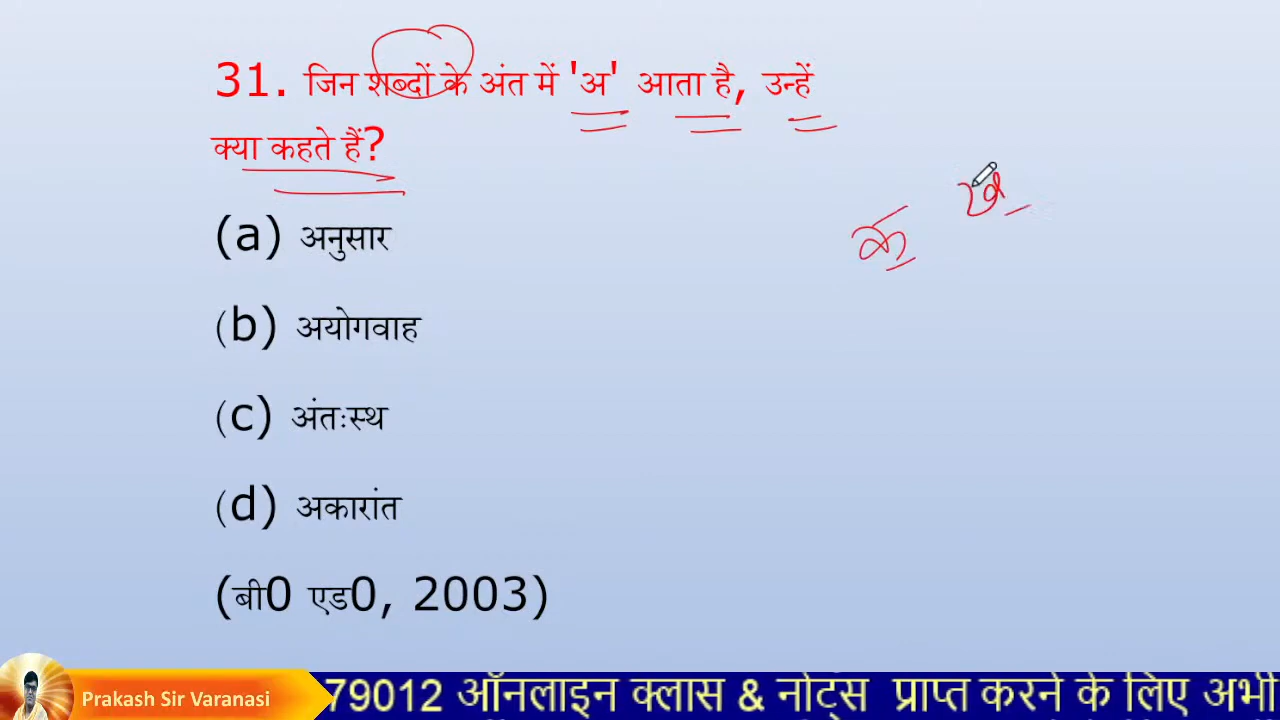 31. जिन शब्दों के अंत में 'अ' आता है, उन्हें
क्या कहते हैं?
क ख
(a) अनुसार
(b) अयोगवाह
(c) अंतःस्थ
(d) अकारांत
(बी0 एड0, 2003)
Prakash Sir Varanasi
79012 ऑनलाइन क्लास & नोट्स प्राप्त करने के लिए अभी